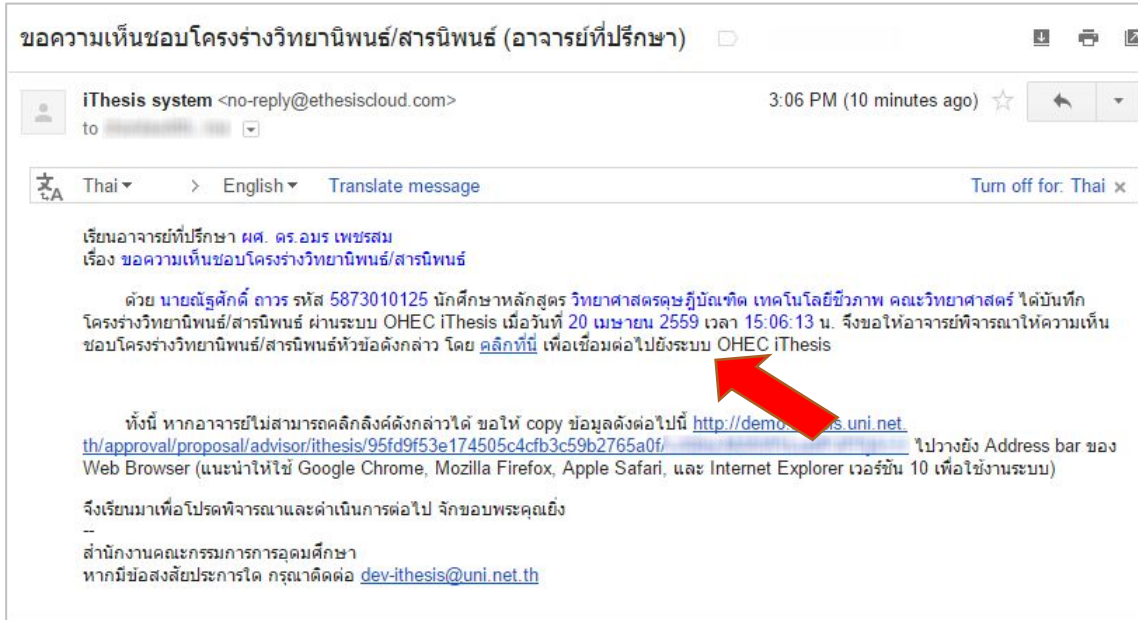 ขอความเห็นชอบโครงร่างวิทยานิพนธ์/สารนิพนธ์ (อาจารย์ที่ปรึกษา)
iThesis system <no-reply@ethesiscloud.com> 3:06 PM (10 minutes ago)
to
Thai > English Translate message Turn off for: Thai x
เรียนอาจารย์ที่ปรึกษา ผศ. ดร.อมร เพชรสม
เรื่อง ขอความเห็นชอบโครงร่างวิทยานิพนธ์/สารนิพนธ์
ด้วย นายณัฐศักดิ์ ถาวร รหัส 5873010125 นักศึกษาหลักสูตร วิทยาศาสตรดุษฎีบัณฑิต เทคโนโลยีชีวภาพ คณะวิทยาศาสตร์ ได้บันทึก
โครงร่างวิทยานิพนธ์/สารนิพนธ์ ผ่านระบบ OHEC iThesis เมื่อวันที่ 20 เมษายน 2559 เวลา 15:06:13 น. จึงขอให้อาจารย์พิจารณาให้ความเห็น
ชอบโครงร่างวิทยานิพนธ์/สารนิพนธ์หัวข้อดังกล่าว โดย คลิกที่นี่ เพื่อเชื่อมต่อไปยังระบบ OHEC iThesis
ทั้งนี้ หากอาจารย์ไม่สามารถคลิกลิงค์ดังกล่าวได้ ขอให้ copy ข้อมูลดังต่อไปนี้ http://demo. is.uni.net.
th/approval/proposal/advisor/ithesis/95fd9f53e174505c4cfb3c59b2765a0f/ ไปวางยัง Address bar ของ
Web Browser (แนะนำให้ใช้ Google Chrome, Mozilla Firefox, Apple Safari, และ Internet Explorer เวอร์ชัน 10 เพื่อใช้งานระบบ)
จึงเรียนมาเพื่อโปรดพิจารณาและดำเนินการต่อไป จักขอบพระคุณยิ่ง
--
สำนักงานคณะกรรมการการอุดมศึกษา
หากมีข้อสงสัยประการใด กรุณาติดต่อ dev-ithesis@uni.net.th